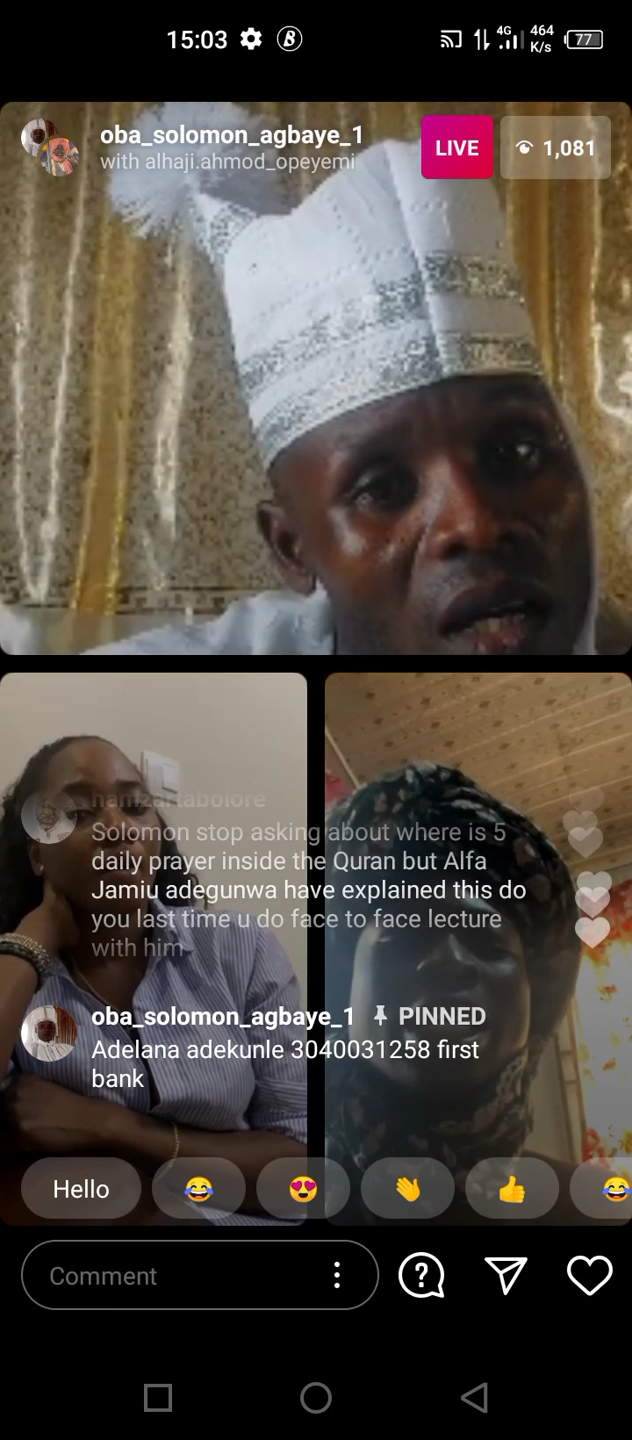 15:03
4G
464
K/s
77
oba_solomon_agbaye_1
with alhaji.ahmod_opeyemi
LIVE
1,081
Solomon stop asking about where is 5
daily prayer inside the Quran but Alfa
Jamiu adegunwa have explained this do
you last time u do face to face lecture
with him
oba_solomon_agbaye_1 PINNED
Adelana adekunle 3040031258 first
bank
Hello
Comment